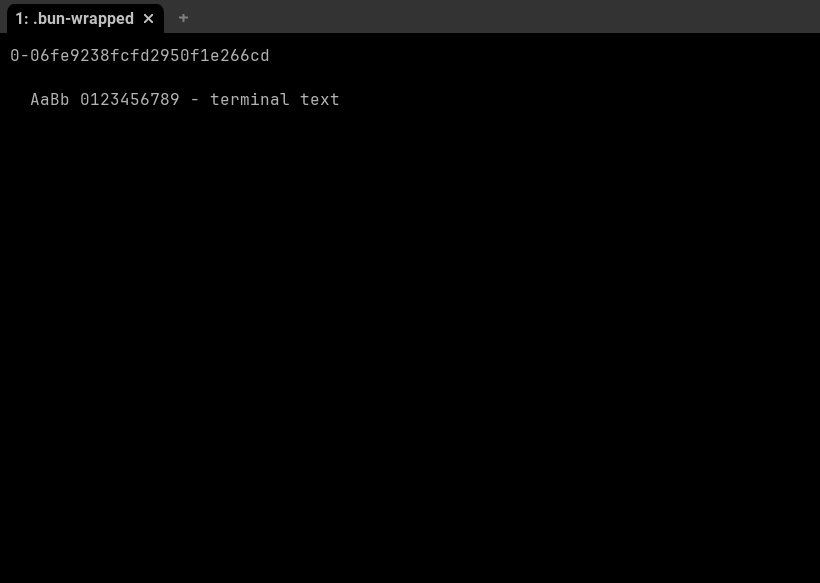 1: .bun-wrapped ✕ +
0-06fe9238fcfd2950f1e266cd
AaBb 0123456789 - terminal text